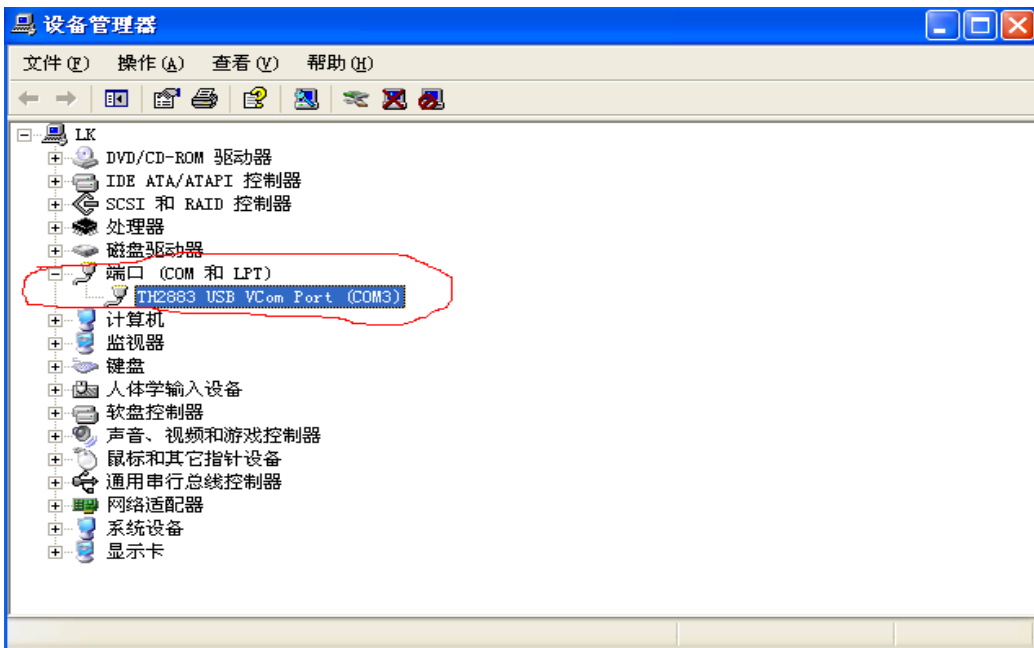 设备管理器
文件(F) 操作(A) 查看(V) 帮助(H)
LK
DVD/CD-ROM 驱动器
IDE ATA/ATAPI 控制器
SCSI 和 RAID 控制器
处理器
磁盘驱动器
端口 (COM 和 LPT)
TH2883 USB VCom Port (COM3)
计算机
监视器
键盘
人体学输入设备
软盘控制器
声音、视频和游戏控制器
鼠标和其它指针设备
通用串行总线控制器
网络适配器
系统设备
显示卡